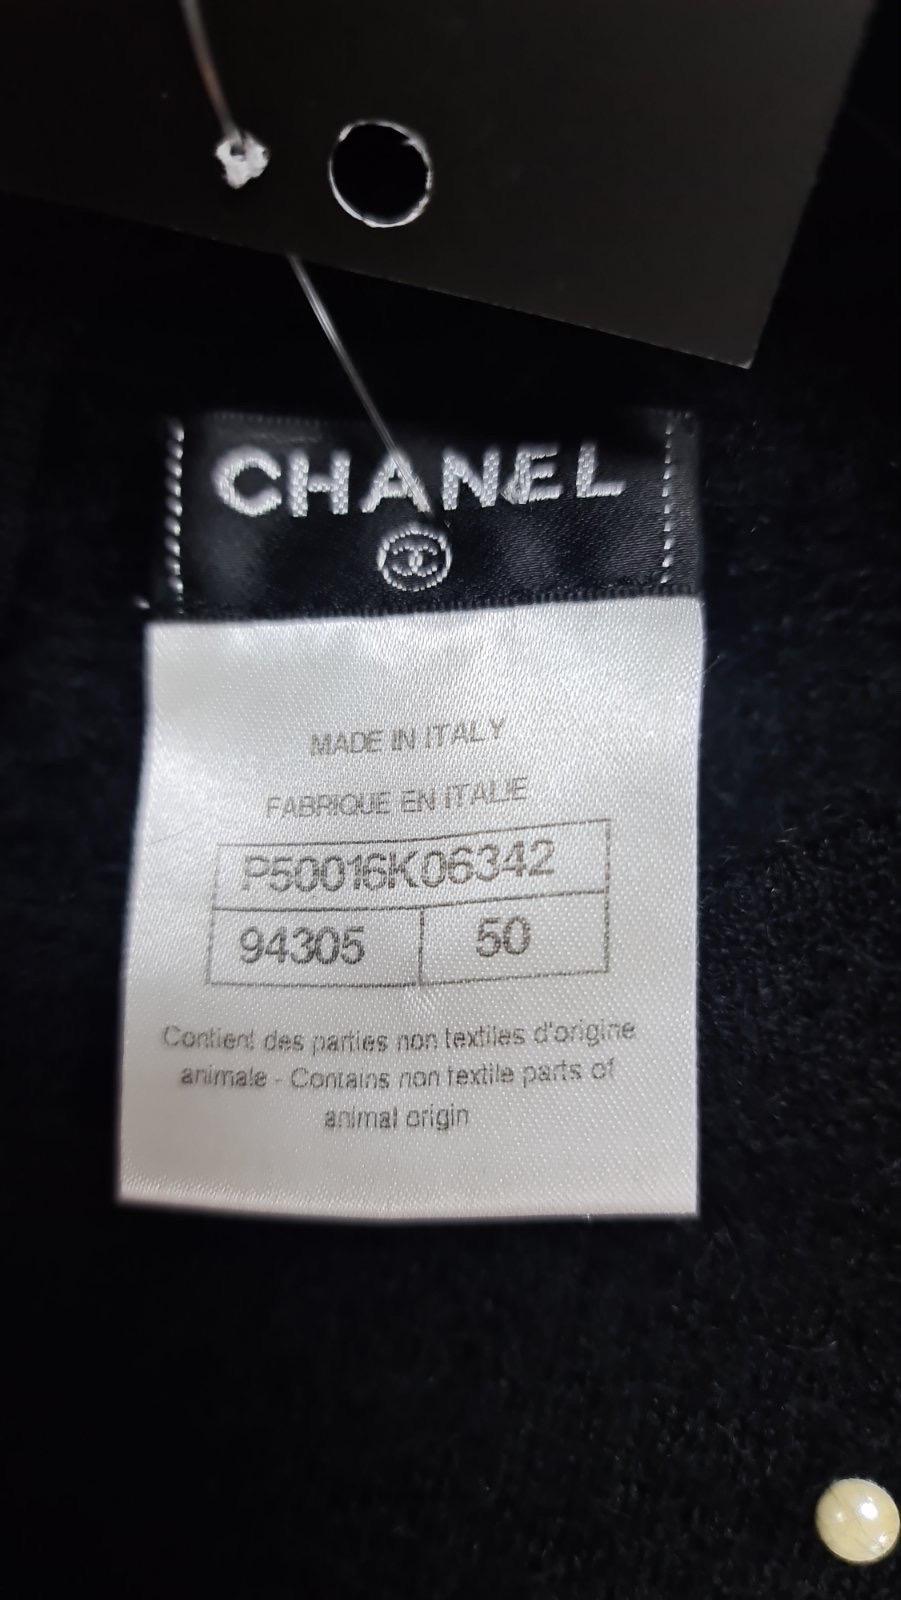 CHANEL
MADE IN ITALY
FABRIQUE EN ITALIE
P50016K06342
94305 50
Contient des parties non textiles d'origine
animale - Contains non textile parts of
animal origin